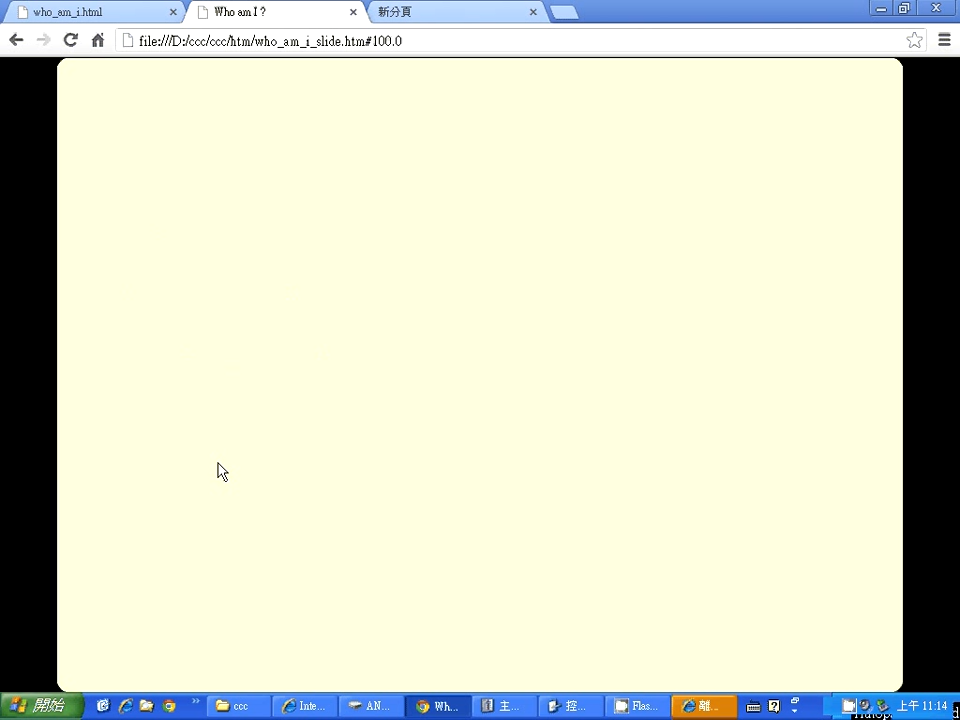 who_am_i.html
Who am I ?
新分頁
file:///D:/ccc/ccc/htm/who_am_i_slide.htm#100.0
開始
ccc
Inte...
AN...
Wh...
主...
控...
Flas...
離...
上午 11:14